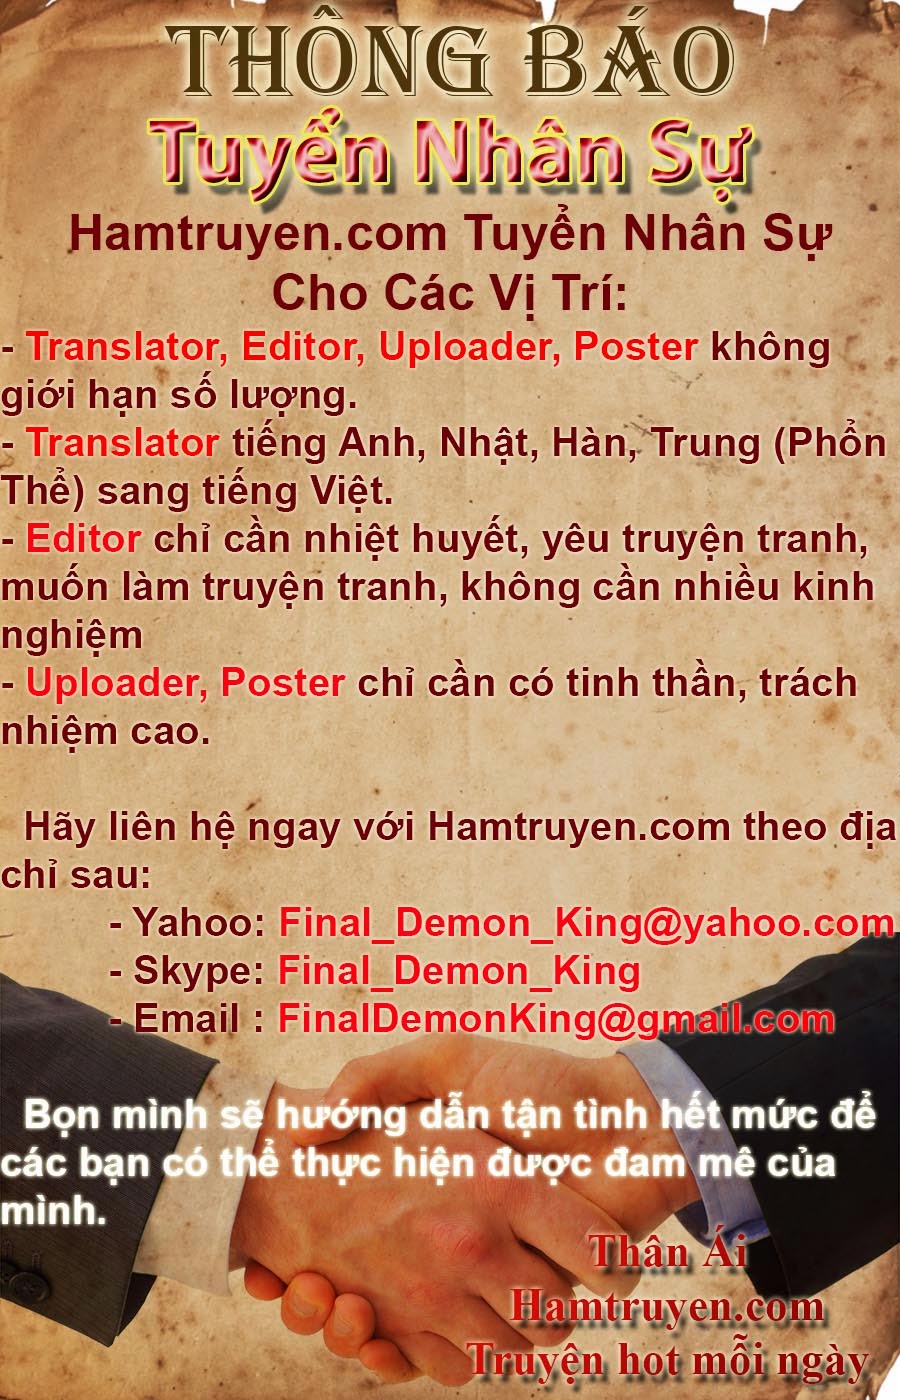 THÔNG BÁO
Tuyển Nhân Sự
Hamtruyen.com Tuyển Nhân Sự
Cho Các Vị Trí:
- Translator, Editor, Uploader, Poster không
giới hạn số lượng.
- Translator tiếng Anh, Nhật, Hàn, Trung (Phổn
Thể) sang tiếng Việt.
- Editor chỉ cần nhiệt huyết, yêu truyện tranh,
muốn làm truyện tranh, không cần nhiều kinh
nghiệm
- Uploader, Poster chỉ cần có tinh thần, trách
nhiệm cao.
Hãy liên hệ ngay với Hamtruyen.com theo địa
chỉ sau:
- Yahoo: Final_Demon_King@yahoo.com
- Skype: Final_Demon_King
- Email : FinalDemonKing@gmail.com
Bọn mình sẽ hướng dẫn tận tình hết mức để
các bạn có thể thực hiện được đam mê của
mình.
Thân Ái
Hamtruyen.com
Truyện hot mỗi ngày